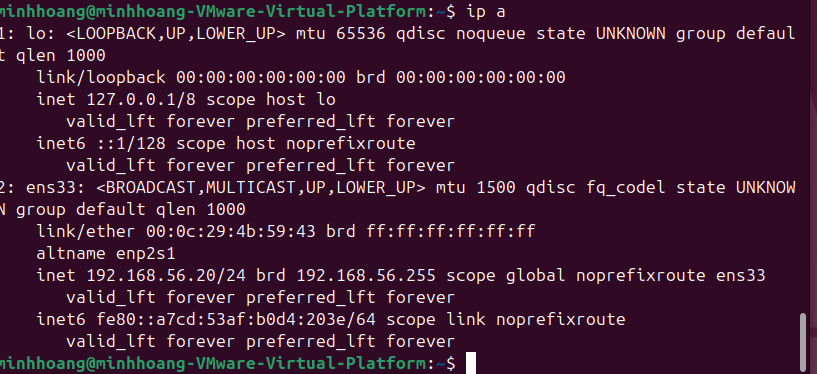 minhhoang@minhhoang-VMware-Virtual-Platform:~$ ip a
1: lo: <LOOPBACK,UP,LOWER_UP> mtu 65536 qdisc noqueue state UNKNOWN group defaul
t qlen 1000
    link/loopback 00:00:00:00:00:00 brd 00:00:00:00:00:00
    inet 127.0.0.1/8 scope host lo
       valid_lft forever preferred_lft forever
    inet6 ::1/128 scope host noprefixroute
       valid_lft forever preferred_lft forever
2: ens33: <BROADCAST,MULTICAST,UP,LOWER_UP> mtu 1500 qdisc fq_codel state UNKNOW
N group default qlen 1000
    link/ether 00:0c:29:4b:59:43 brd ff:ff:ff:ff:ff:ff
    altname enp2s1
    inet 192.168.56.20/24 brd 192.168.56.255 scope global noprefixroute ens33
       valid_lft forever preferred_lft forever
    inet6 fe80::a7cd:53af:b0d4:203e/64 scope link noprefixroute
       valid_lft forever preferred_lft forever
minhhoang@minhhoang-VMware-Virtual-Platform:~$